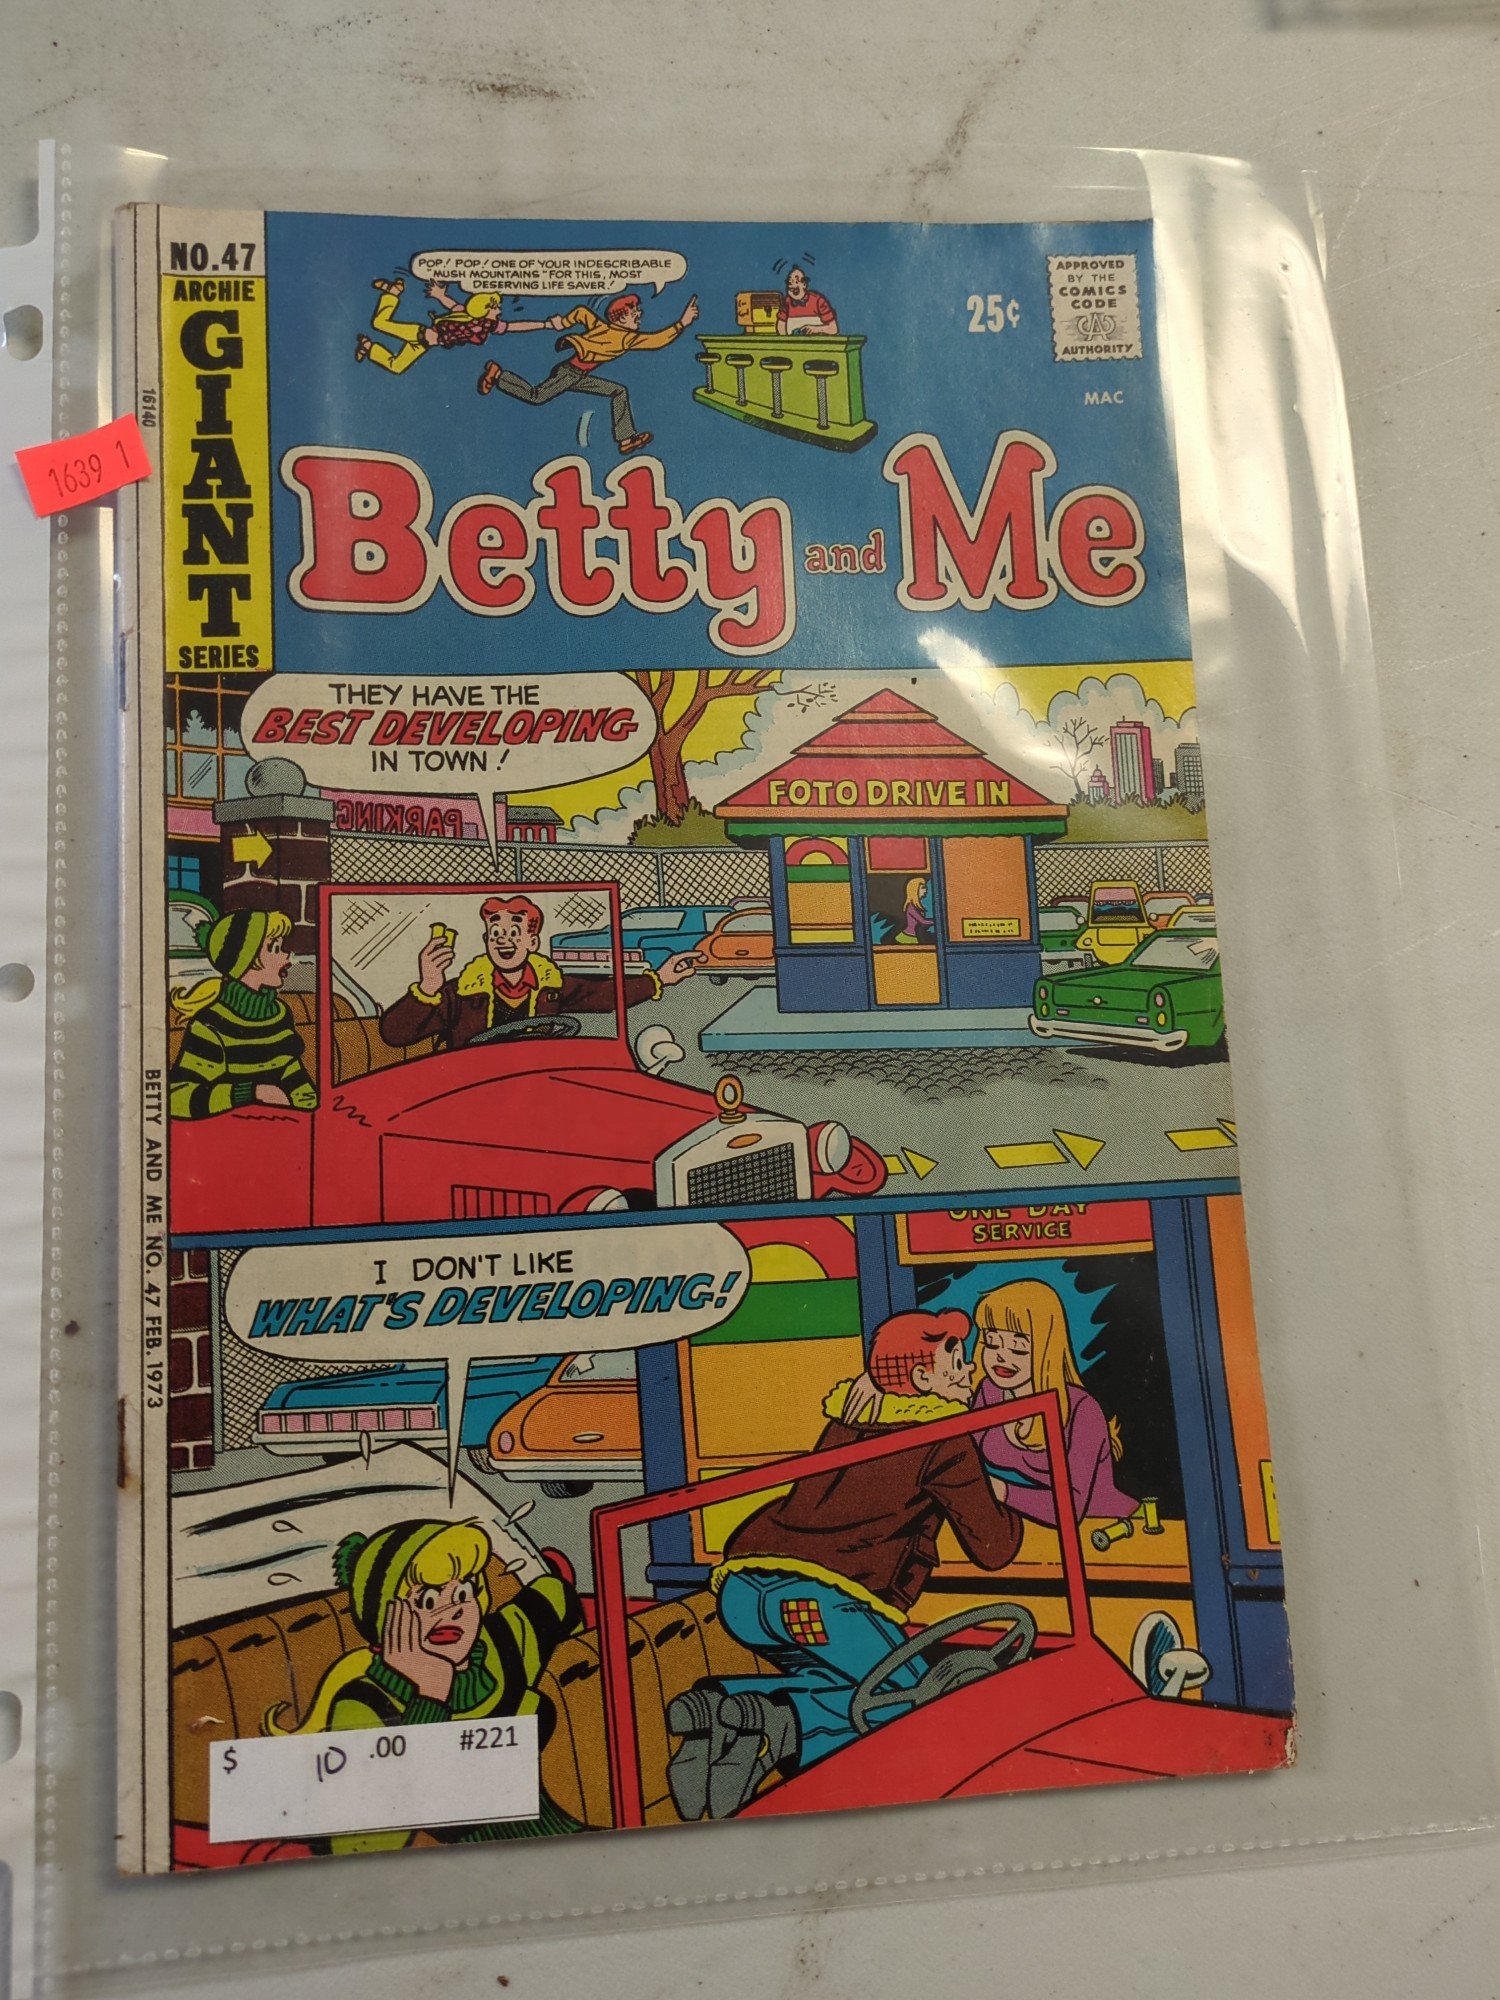 NO.47
ARCHIE
GIANT
SERIES
POP! POP! ONE OF YOUR INDESCRIBABLE
"MUSH MOUNTAINS" FOR THIS, MOST
DESERVING LIFE SAVER!
25¢
APPROVED
BY THE
COMICS
CODE
CA
AUTHORITY
MAC
16140
1639 1
Betty and Me
THEY HAVE THE
BEST DEVELOPING
IN TOWN!
PARKING
FOTO DRIVE IN
BETTY AND ME NO. 47 FEB. 1973
I DON'T LIKE
WHAT'S DEVELOPING!
ONE DAY
SERVICE
$ 10 .00 #221